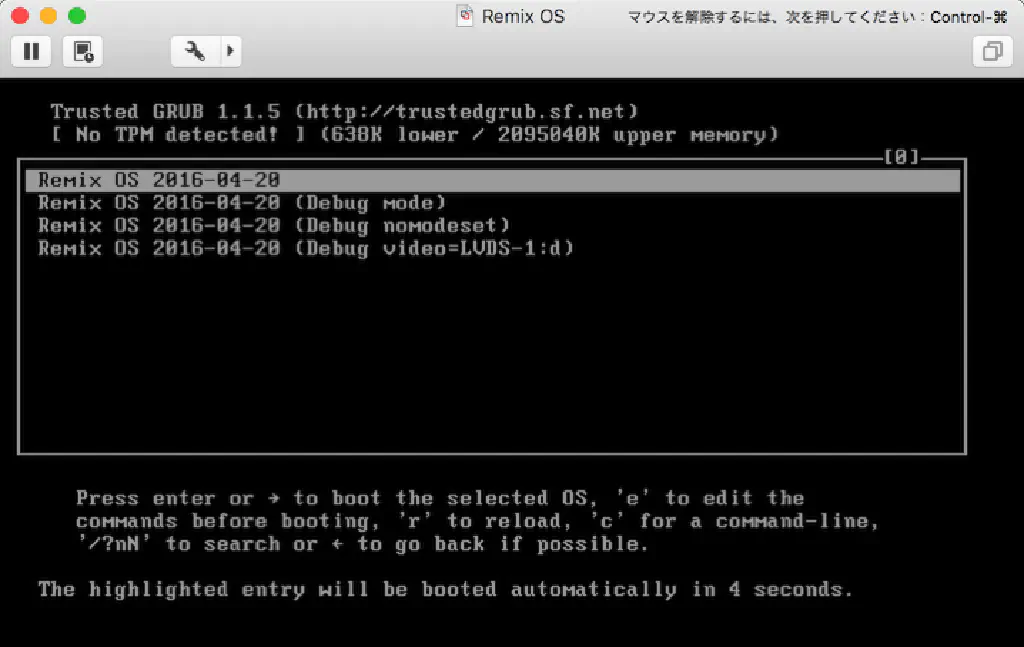 Remix OS
マウスを解除するには、次を押してください：Control-⌘
Trusted GRUB 1.1.5 (http://trustedgrub.sf.net)
[ No TPM detected! ] (638K lower / 2095040K upper memory)
[0]
Remix OS 2016-04-20
Remix OS 2016-04-20 (Debug mode)
Remix OS 2016-04-20 (Debug nomodeset)
Remix OS 2016-04-20 (Debug video=LVDS-1:d)
Press enter or → to boot the selected OS, 'e' to edit the
commands before booting, 'r' to reload, 'c' for a command-line,
'/?nN' to search or ← to go back if possible.
The highlighted entry will be booted automatically in 4 seconds.